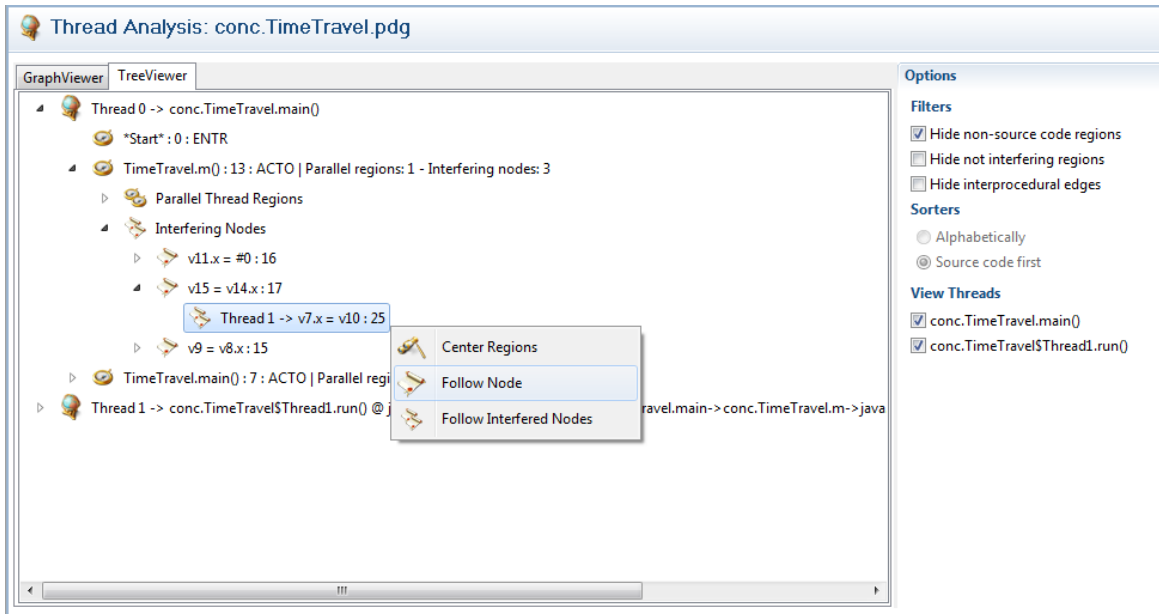 Thread Analysis: conc.TimeTravel.pdg
GraphViewer TreeViewer
Thread 0 -> conc.TimeTravel.main()
*Start* : 0 : ENTR
TimeTravel.m() : 13 : ACTO | Parallel regions: 1 - Interfering nodes: 3
Parallel Thread Regions
Interfering Nodes
v11.x = #0 : 16
v15 = v14.x : 17
Thread 1 -> v7.x = v10 : 25
v9 = v8.x : 15
TimeTravel.main() : 7 : ACTO | Parallel regi
Thread 1 -> conc.TimeTravel$Thread1.run() @ j ravel.main->conc.TimeTravel.m->java
Center Regions
Follow Node
Follow Interfered Nodes
Options
Filters
Hide non-source code regions
Hide not interfering regions
Hide interprocedural edges
Sorters
Alphabetically
Source code first
View Threads
conc.TimeTravel.main()
conc.TimeTravel$Thread1.run()